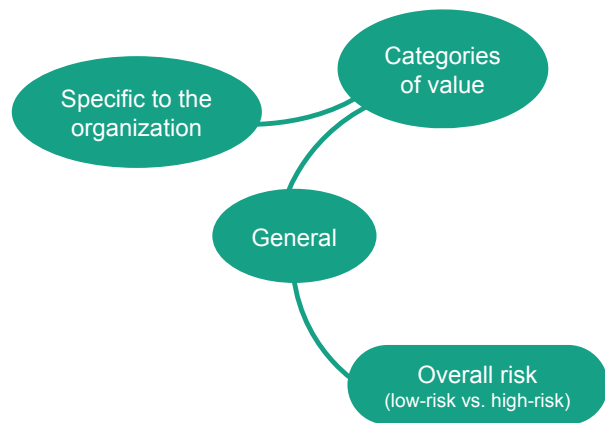 Categories
of value
Specific to the
organization
General
Overall risk
(low-risk vs. high-risk)